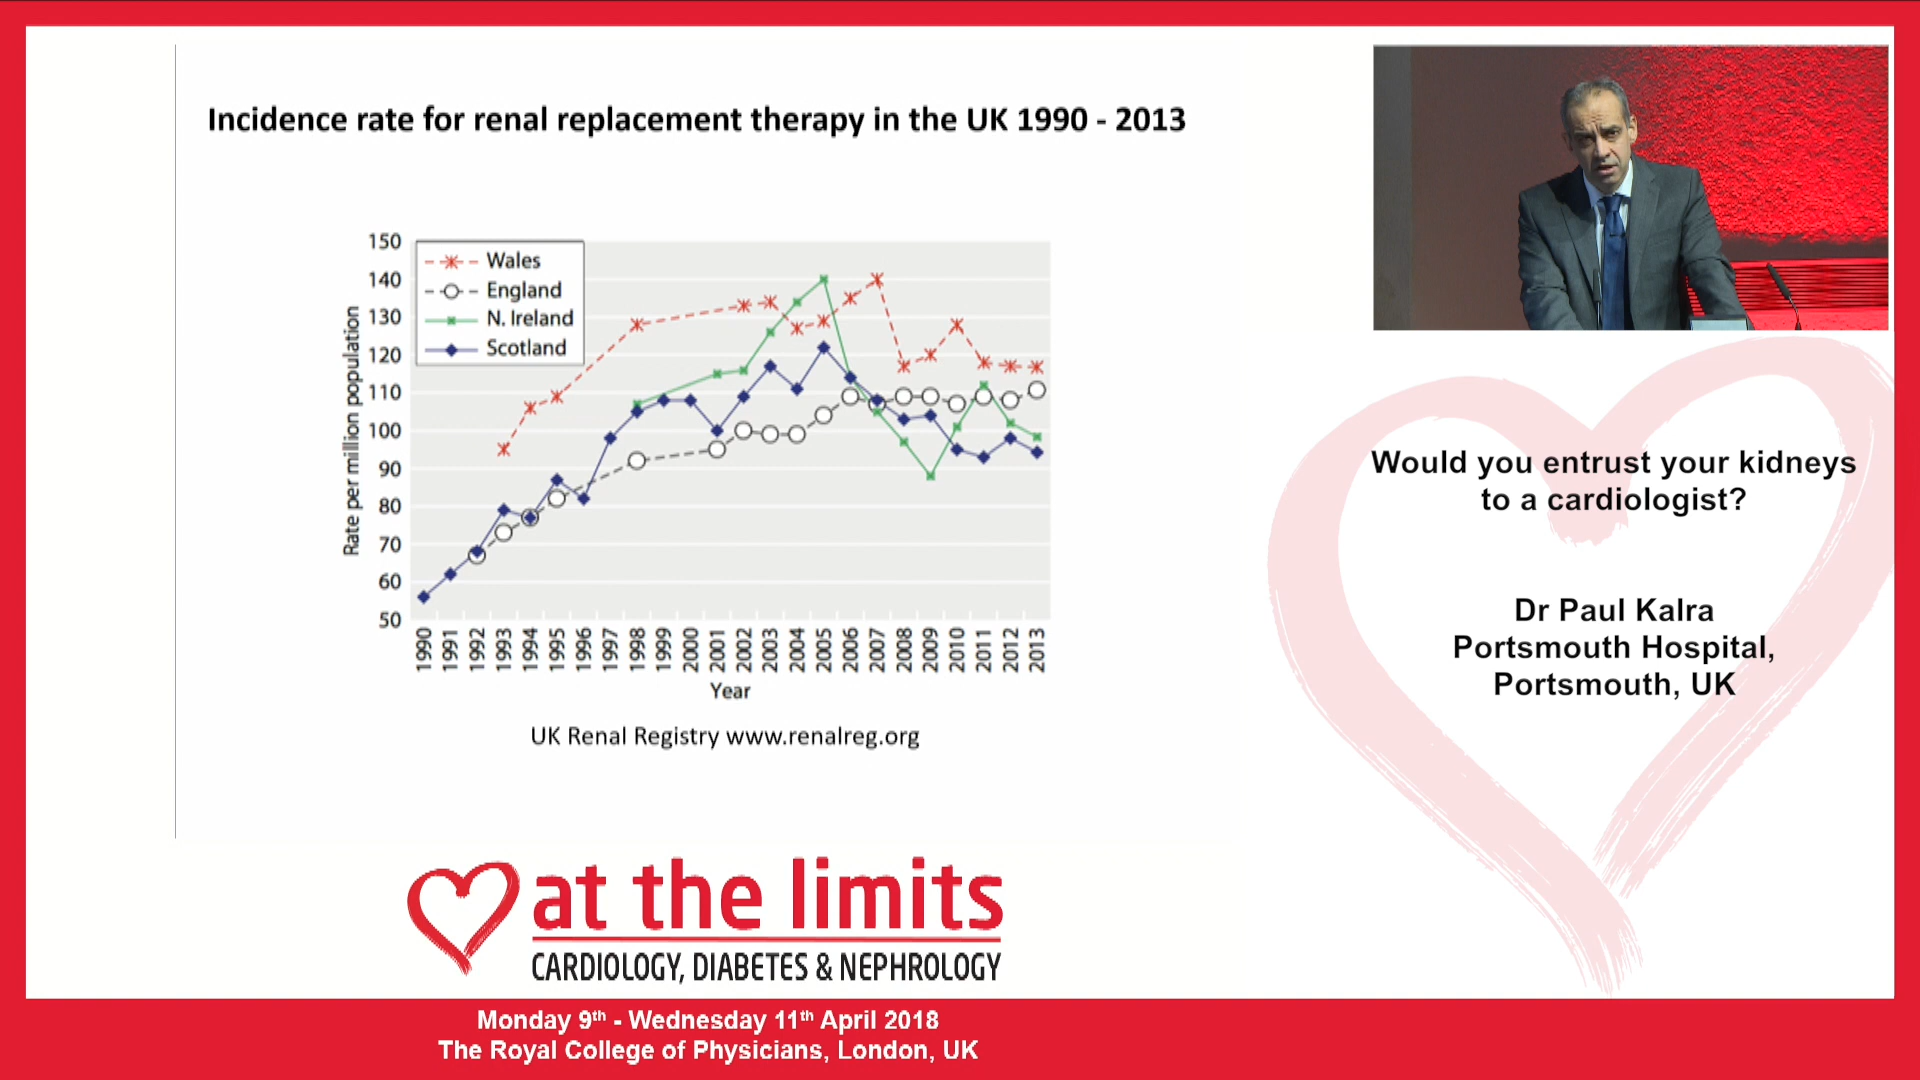 Incidence rate for renal replacement therapy in the UK 1990 - 2013
150
140
130
120
110
100
90
80
70
60
50
Rate per million population
Wales
England
N. Ireland
Scotland
1990
1991
1992
1993
1994
1995
1996
1997
1998
1999
2000
2001
2002
2003
2004
2005
2006
2007
2008
2009
2010
2011
2012
2013
Year
UK Renal Registry www.renalreg.org
Would you entrust your kidneys
to a cardiologist?
Dr Paul Kalra
Portsmouth Hospital,
Portsmouth, UK
at the limits
CARDIOLOGY, DIABETES & NEPHROLOGY
Monday 9th - Wednesday 11th April 2018
The Royal College of Physicians, London, UK